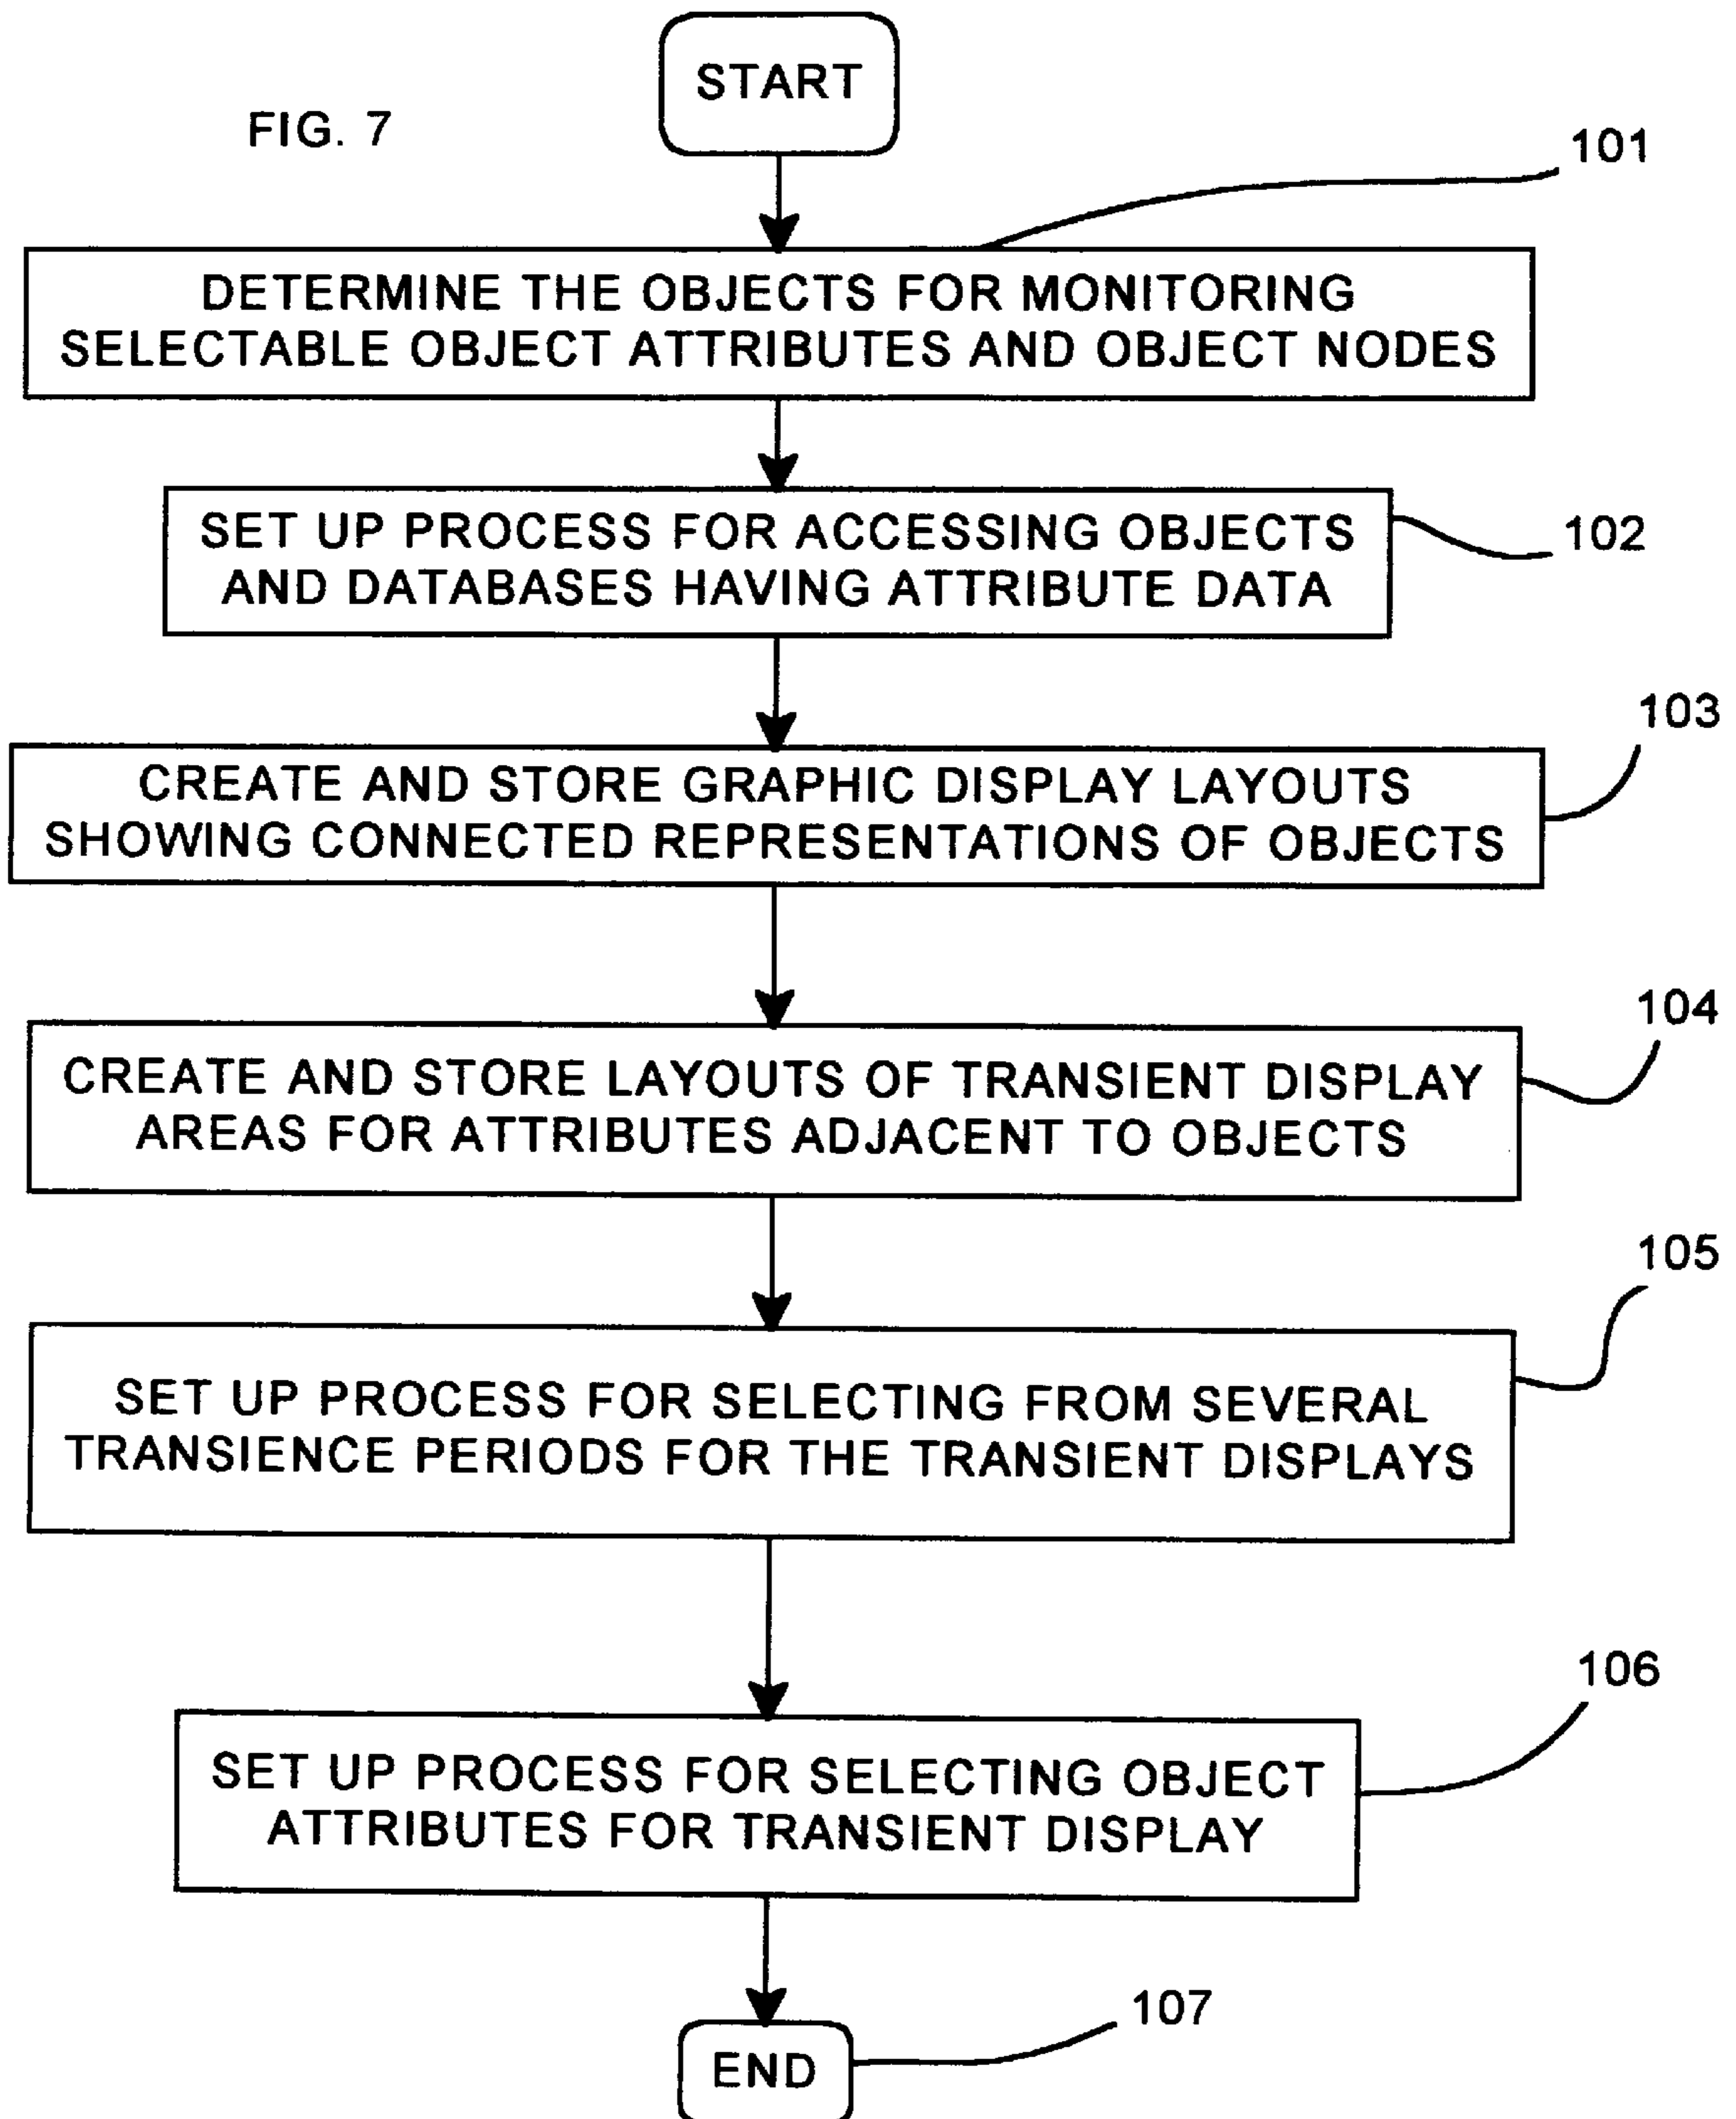 START
FIG. 7
101
DETERMINE THE OBJECTS FOR MONITORING
SELECTABLE OBJECT ATTRIBUTES AND OBJECT NODES
SET UP PROCESS FOR ACCESSING OBJECTS
AND DATABASES HAVING ATTRIBUTE DATA
102
103
CREATE AND STORE GRAPHIC DISPLAY LAYOUTS
SHOWING CONNECTED REPRESENTATIONS OF OBJECTS
104
CREATE AND STORE LAYOUTS OF TRANSIENT DISPLAY
AREAS FOR ATTRIBUTES ADJACENT TO OBJECTS
105
SET UP PROCESS FOR SELECTING FROM SEVERAL
TRANSIENCE PERIODS FOR THE TRANSIENT DISPLAYS
106
SET UP PROCESS FOR SELECTING OBJECT
ATTRIBUTES FOR TRANSIENT DISPLAY
107
END